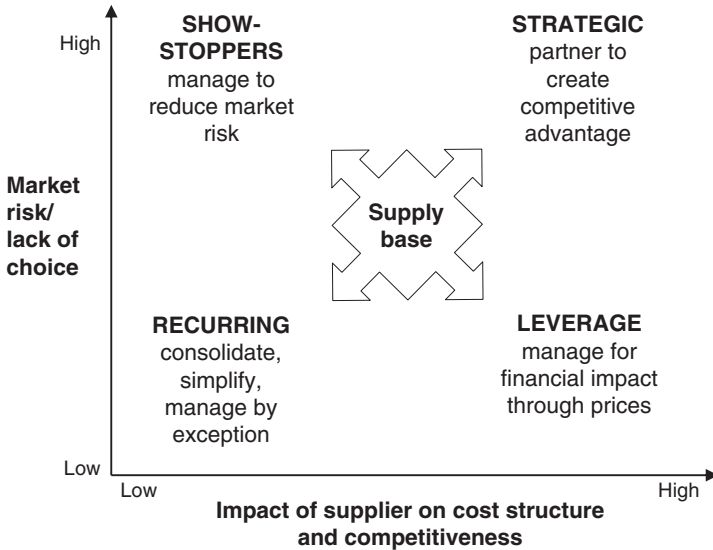 High
SHOW-
STOPPERS
manage to
reduce market
risk
STRATEGIC
partner to
create
competitive
advantage
Market
risk/
lack of
choice
Supply
base
RECURRING
consolidate,
simplify,
manage by
exception
LEVERAGE
manage for
financial impact
through prices
Low
Low
High
Impact of supplier on cost structure
and competitiveness